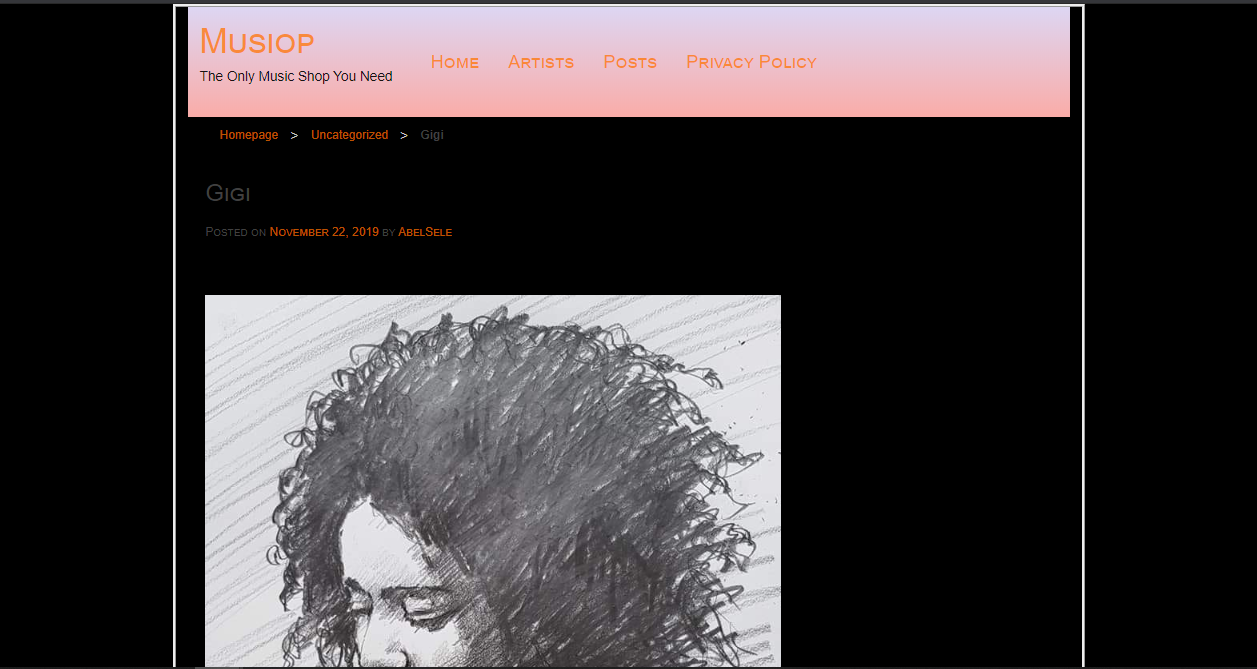 Musiop
The Only Music Shop You Need
Home Artists Posts Privacy Policy
Homepage > Uncategorized > Gigi
Gigi
Posted on November 22, 2019 by AbelSele